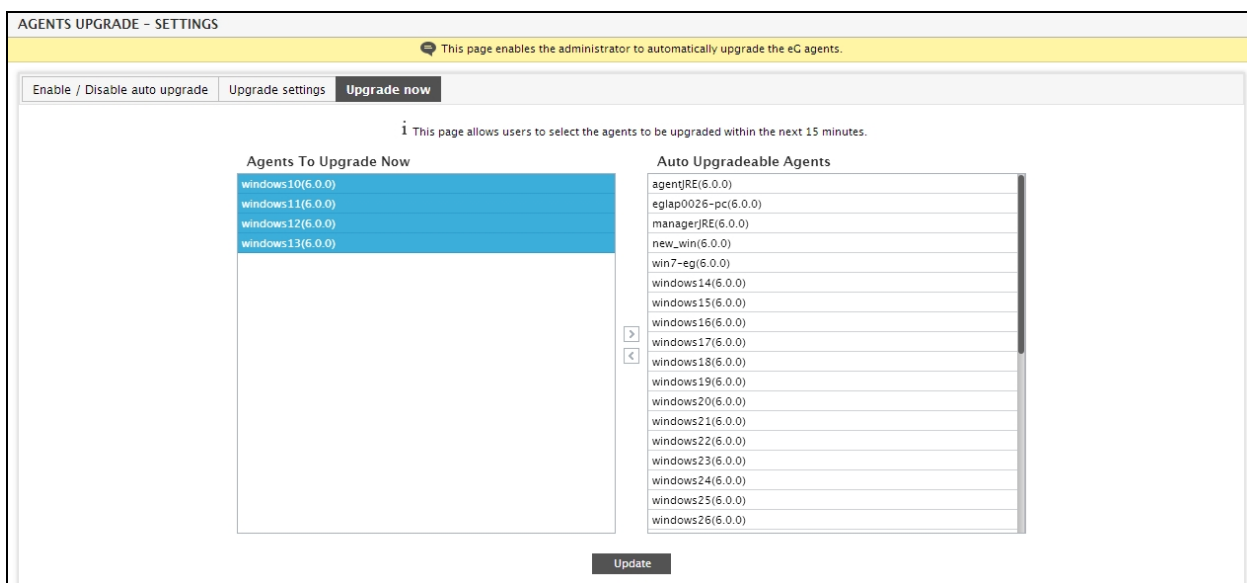 AGENTS UPGRADE - SETTINGS
This page enables the administrator to automatically upgrade the eG agents.
Enable / Disable auto upgrade Upgrade settings Upgrade now
i This page allows users to select the agents to be upgraded within the next 15 minutes.
Agents To Upgrade Now
windows10(6.0.0)
windows11(6.0.0)
windows12(6.0.0)
windows13(6.0.0)
Auto Upgradeable Agents
agentJRE(6.0.0)
eglap0026-pc(6.0.0)
managerJRE(6.0.0)
new_win(6.0.0)
win7-eg(6.0.0)
windows14(6.0.0)
windows15(6.0.0)
windows16(6.0.0)
windows17(6.0.0)
windows18(6.0.0)
windows19(6.0.0)
windows20(6.0.0)
windows21(6.0.0)
windows22(6.0.0)
windows23(6.0.0)
windows24(6.0.0)
windows25(6.0.0)
windows26(6.0.0)
Update